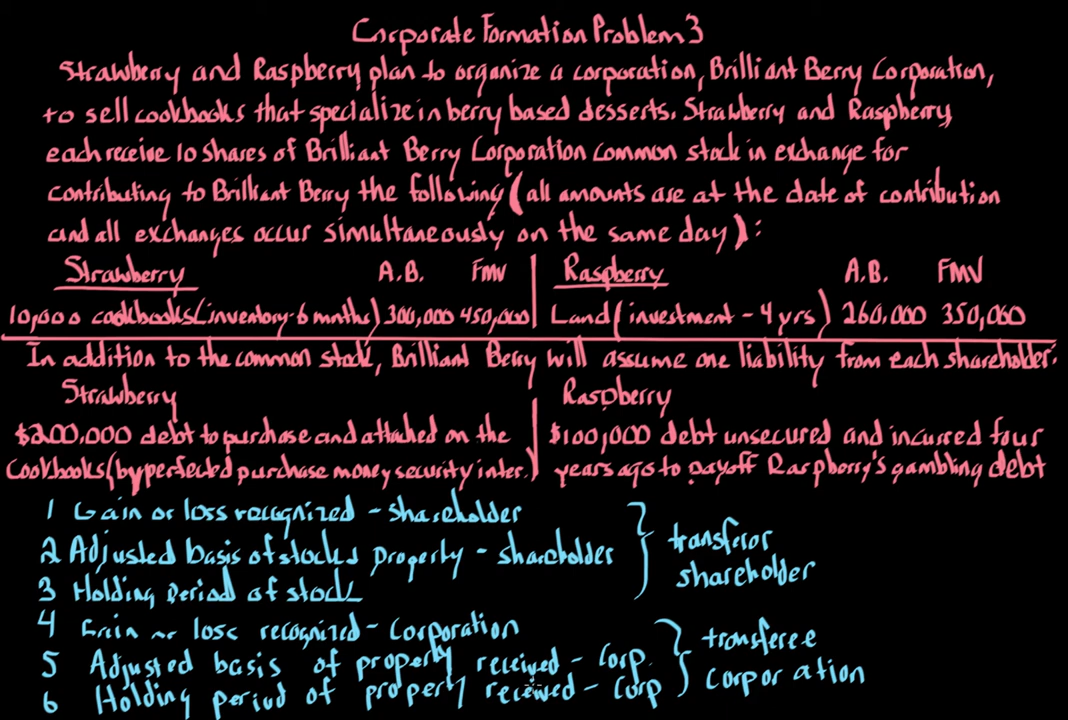 Corporate Formation Problem 3
Strawberry and Raspberry, plan to organize a corporation, Brilliant Berry Corporation,
to sell cookbooks that specialize in berry based desserts. Strawberry and Raspberry,
each receive 10 shares of Brilliant Berry Corporation common stock in exchange for
contributing to Brilliant Berry the following (all amounts are at the date of contribution
and all exchanges occur simultaneously on the same day):
Strawberry A.B. FMV Raspberry A.B. FMV
10,000 cookbooks (inventory-6 months) 300,000 450,000 Land (investment - 4 yrs) 260,000 350,000
In addition to the common stock, Brilliant Berry will assume one liability from each shareholder:
Strawberry Raspberry
$200,000 debt to purchase and attached on the $100,000 debt unsecured and incurred four
cookbooks (by perfected purchase money security inter.) years ago to payoff Raspberry's gambling debt
1 Gain or loss recognized - shareholder
2 Adjusted basis of stocks property - shareholder
3 Holding Period of stock
transferor
shareholder
4 Gain or loss recognized - Corporation
5 Adjusted basis of property received - Corp.
6 Holding period of property received - Corp
transferee
corporation